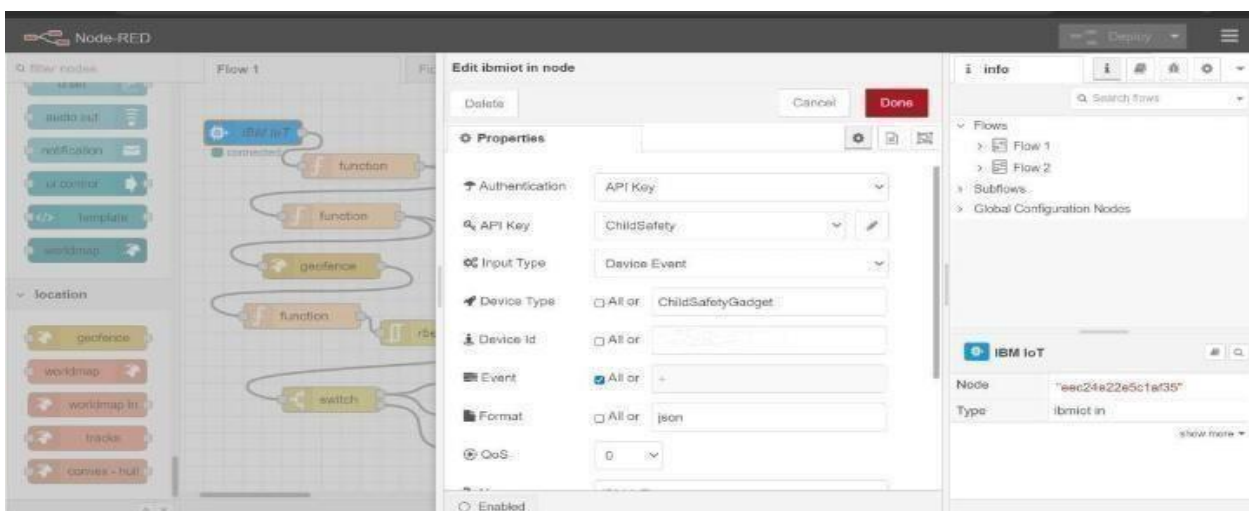 Node-RED
Deploy
filter nodes
Flow 1
audio out
notification
ui control
template
worldmap
location
geofence
worldmap
worldmap in
tracks
convex - hull
IBM IoT
connected
function
function
geofence
function
switch
Edit ibmiot in node
Delete
Cancel
Done
Properties
Authentication
API Key
API Key
ChildSafety
Input Type
Device Event
Device Type
All or
ChildSafetyGadget
Device Id
All or
Event
All or
+
Format
All or
json
QoS
0
Enabled
i info
i
Search flows
Flows
Flow 1
Flow 2
Subflows
Global Configuration Nodes
IBM IoT
Node
"eec24e22e5c1af35"
Type
ibmiot in
show more